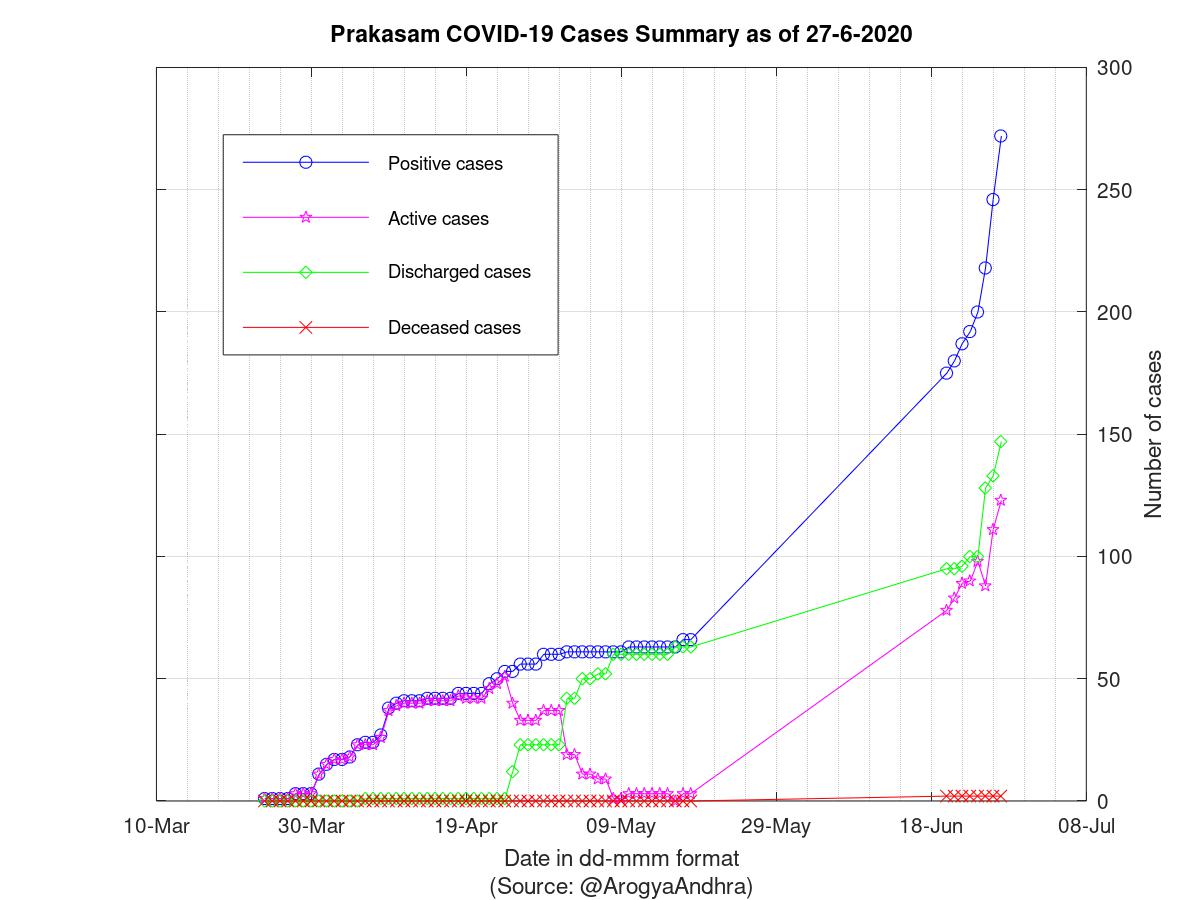 Prakasam COVID-19 Cases Summary as of 27-6-2020
Positive cases
Active cases
Discharged cases
Deceased cases
300
250
200
150
100
50
0
Number of cases
10-Mar
30-Mar
19-Apr
09-May
29-May
18-Jun
08-Jul
Date in dd-mmm format
(Source: @ArogyaAndhra)